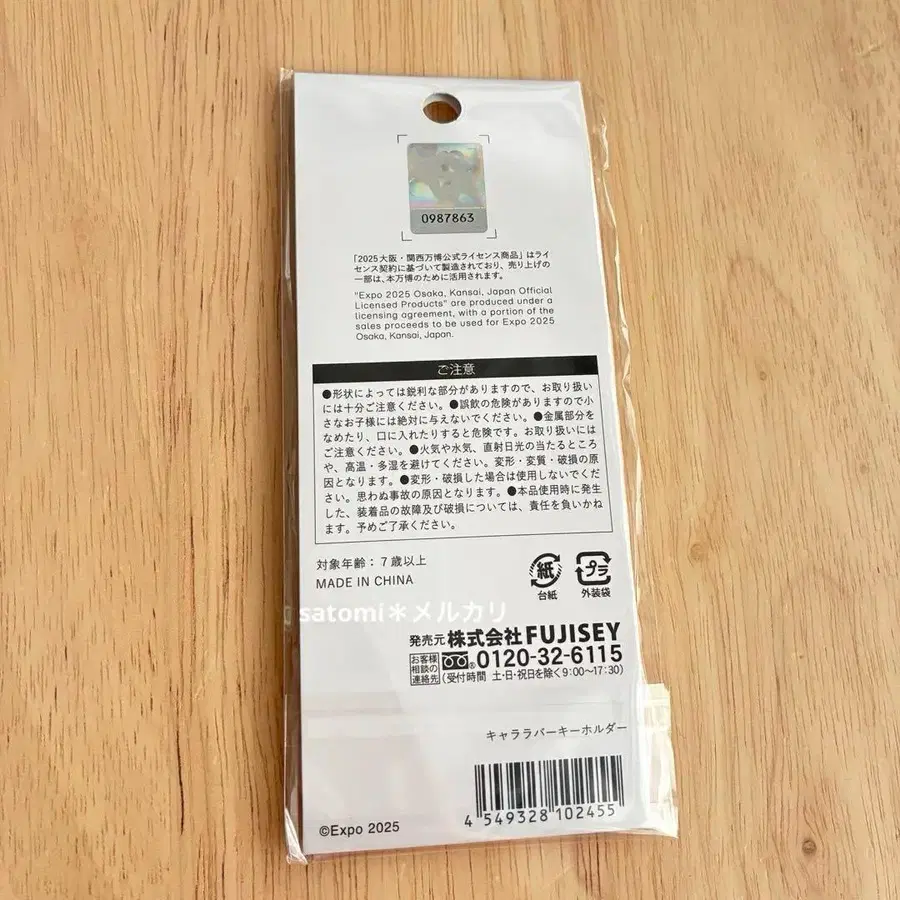 0987863
「2025大阪・関西万博公式ライセンス商品」はライ
センス契約に基づいて製造されており、売り上げの
一部は、本万博のために活用されます。
"Expo 2025 Osaka, Kansai, Japan Official
Licensed Products" are produced under a
licensing agreement, with a portion of the
sales proceeds to be used for Expo 2025
Osaka, Kansai, Japan.
ご注意
●形状によっては鋭利な部分がありますので、お取り扱い
には十分ご注意ください。●誤飲の危険がありますので小
さなお子様には絶対に与えないでください。●金属部分を
なめたり、口に入れたりすると危険です。お取り扱いには
ご注意ください。●火気や水気、直射日光の当たるところ
や、高温・多湿を避けてください。変形・変質・破損の原
因となります。●変形・破損した場合は使用しないでくだ
さい。思わぬ事故の原因となります。●本品使用時に発生
した、装着品の故障及び破損については、責任を負いかね
ます。予めご了承ください。
対象年齢：7歳以上
MADE IN CHINA
紙
台紙
プラ
外装袋
satomi＊メルカリ
発売元 株式会社FUJISEY
お客様
相談の
連絡先
® 0120-32-6115
(受付時間 土・日・祝日を除く9:00〜17:30)
キャララバーキーホルダー
4 549328 102455
©Expo 2025